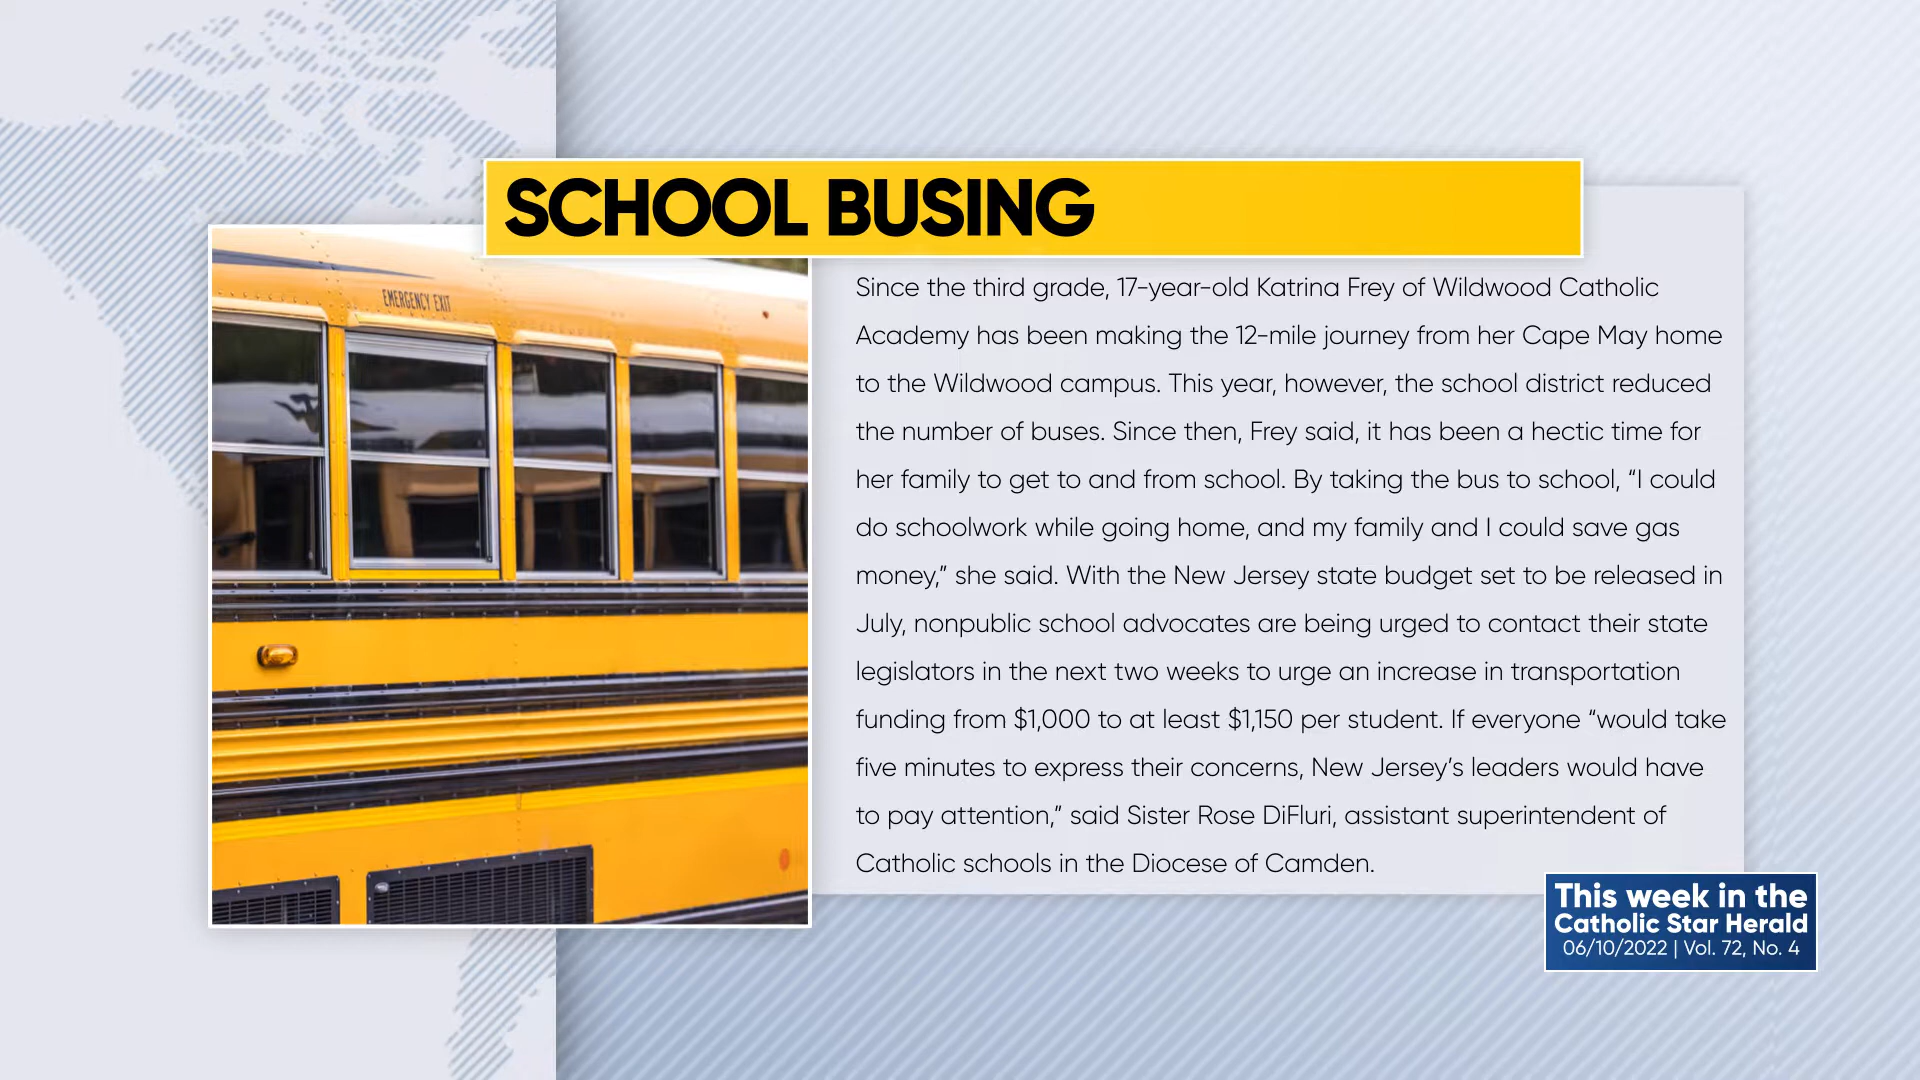 SCHOOL BUSING
EMERGENCY EXIT
Since the third grade, 17-year-old Katrina Frey of Wildwood Catholic
Academy has been making the 12-mile journey from her Cape May home
to the Wildwood campus. This year, however, the school district reduced
the number of buses. Since then, Frey said, it has been a hectic time for
her family to get to and from school. By taking the bus to school, “I could
do schoolwork while going home, and my family and I could save gas
money,” she said. With the New Jersey state budget set to be released in
July, nonpublic school advocates are being urged to contact their state
legislators in the next two weeks to urge an increase in transportation
funding from $1,000 to at least $1,150 per student. If everyone “would take
five minutes to express their concerns, New Jersey’s leaders would have
to pay attention,” said Sister Rose DiFluri, assistant superintendent of
Catholic schools in the Diocese of Camden.
This week in the
Catholic Star Herald
06/10/2022 | Vol. 72, No. 4